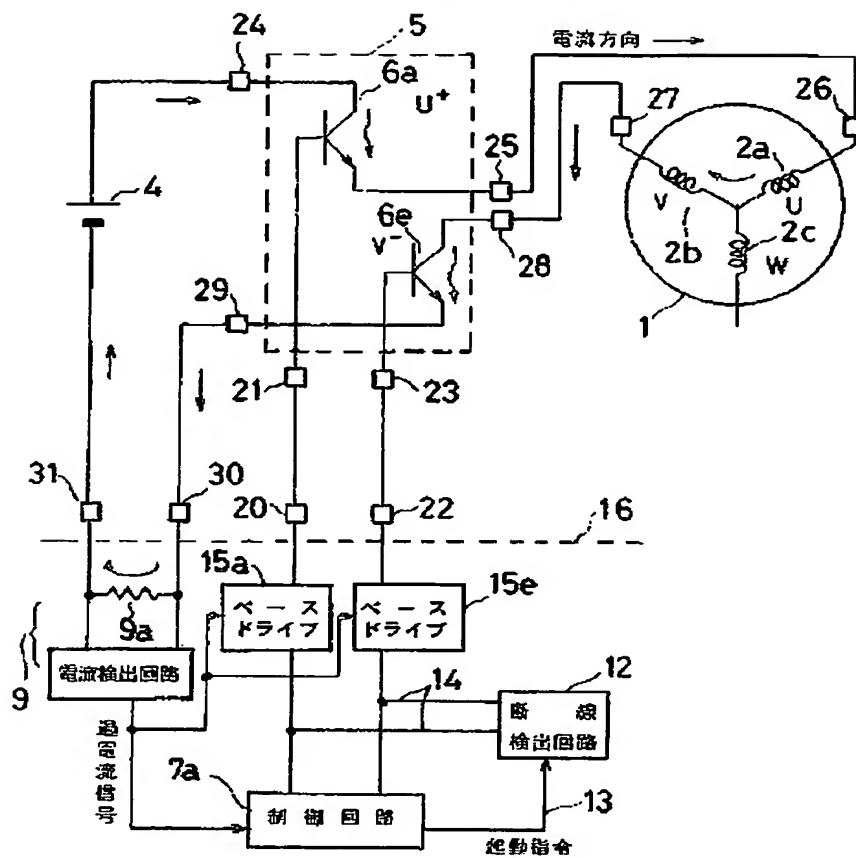 24
5
電流方向
6a
U+
27
26
25
2a
4
6e
V-
V
U
28
2b
2c
W
29
1
21
23
31
30
20
22
16
15a
15e
9a
ベース
ドライブ
ベース
ドライブ
9
電流検出回路
14
12
断線
検出回路
過電流信号
7a
制御回路
13
起動指令